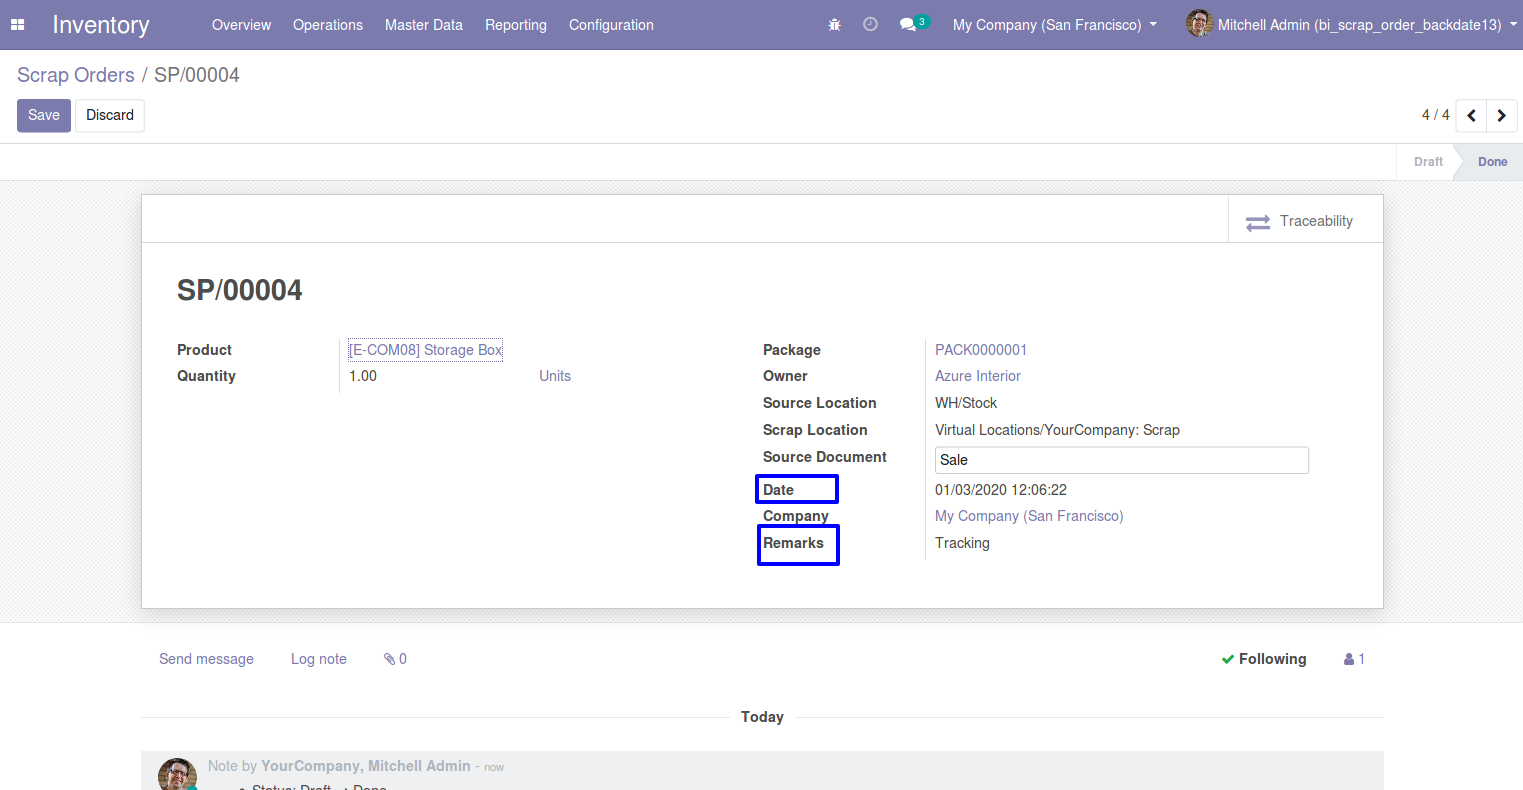 Inventory Overview Operations Master Data Reporting Configuration 3 My Company (San Francisco) Mitchell Admin (bi_scrap_order_backdate13)
Scrap Orders / SP/00004
Save Discard 4 / 4
Draft Done
Traceability
SP/00004
Product [E-COM08] Storage Box
Quantity 1.00 Units
Package PACK0000001
Owner Azure Interior
Source Location WH/Stock
Scrap Location Virtual Locations/YourCompany: Scrap
Source Document Sale
Date 01/03/2020 12:06:22
Company My Company (San Francisco)
Remarks Tracking
Send message Log note 0 Following 1
Today
Note by YourCompany, Mitchell Admin - now
• Status: Draft → Done